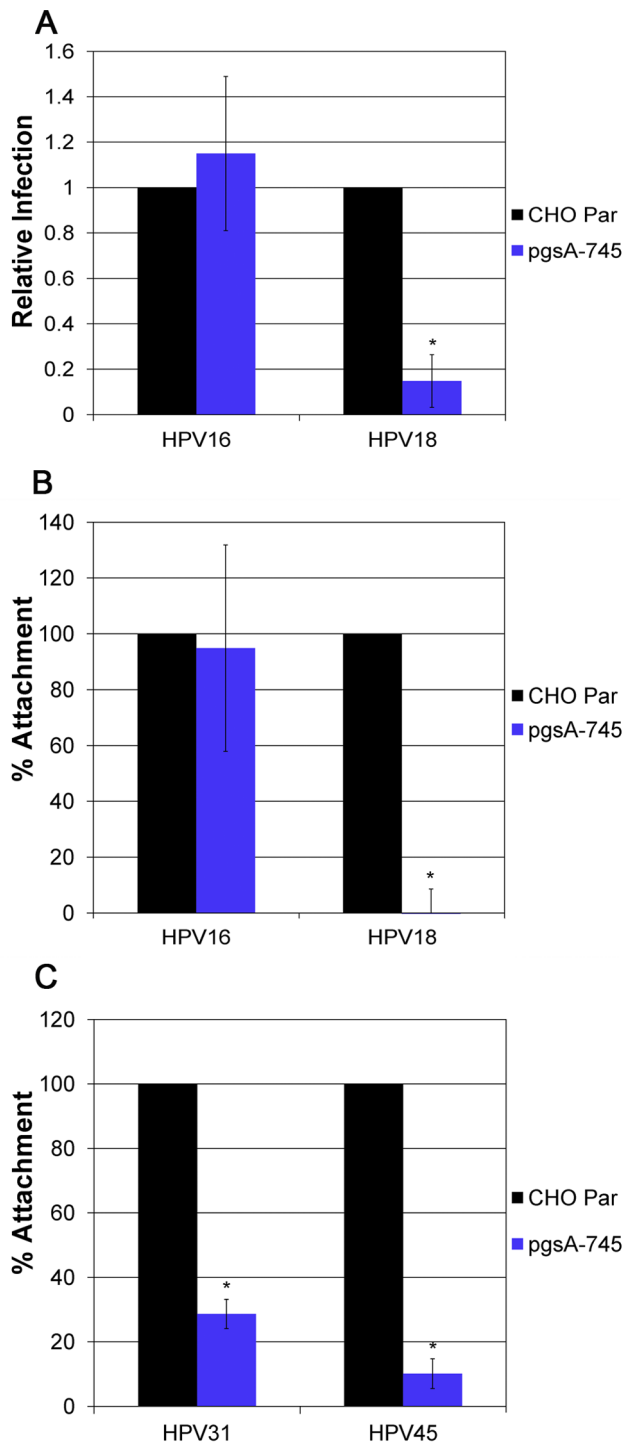 A
Relative Infection
1.6
1.4
1.2
1
0.8
0.6
0.4
0.2
0
*
HPV16
HPV18
CHO Par
pgsA-745
B
% Attachment
140
120
100
80
60
40
20
0
*
HPV16
HPV18
CHO Par
pgsA-745
C
% Attachment
120
100
80
60
40
20
0
*
*
HPV31
HPV45
CHO Par
pgsA-745